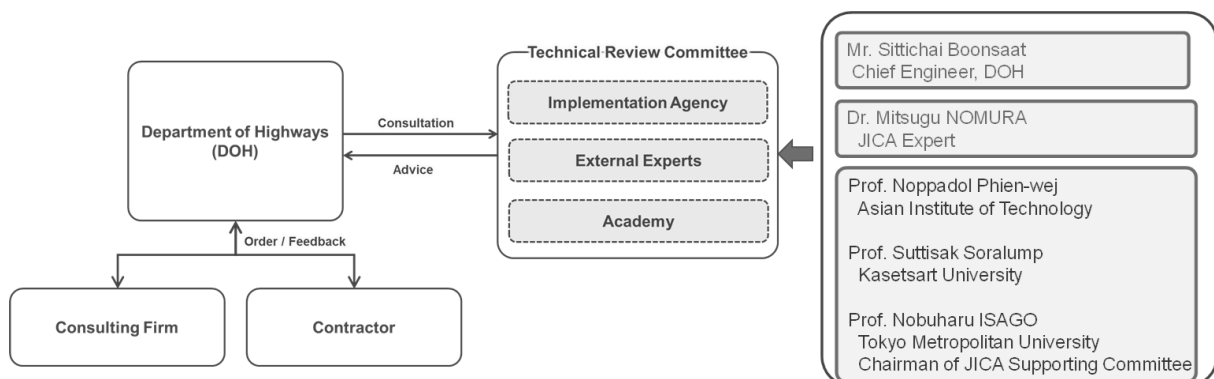 Technical Review Committee
Department of Highways
(DOH)
Consultation
Advice
Implementation Agency
External Experts
Academy
Order / Feedback
Consulting Firm
Contractor
Mr. Sittichai Boonsaat
Chief Engineer, DOH
Dr. Mitsugu NOMURA
JICA Expert
Prof. Noppadol Phien-wej
Asian Institute of Technology
Prof. Suttisak Soralump
Kasetsart University
Prof. Nobuharu ISAGO
Tokyo Metropolitan University
Chairman of JICA Supporting Committee